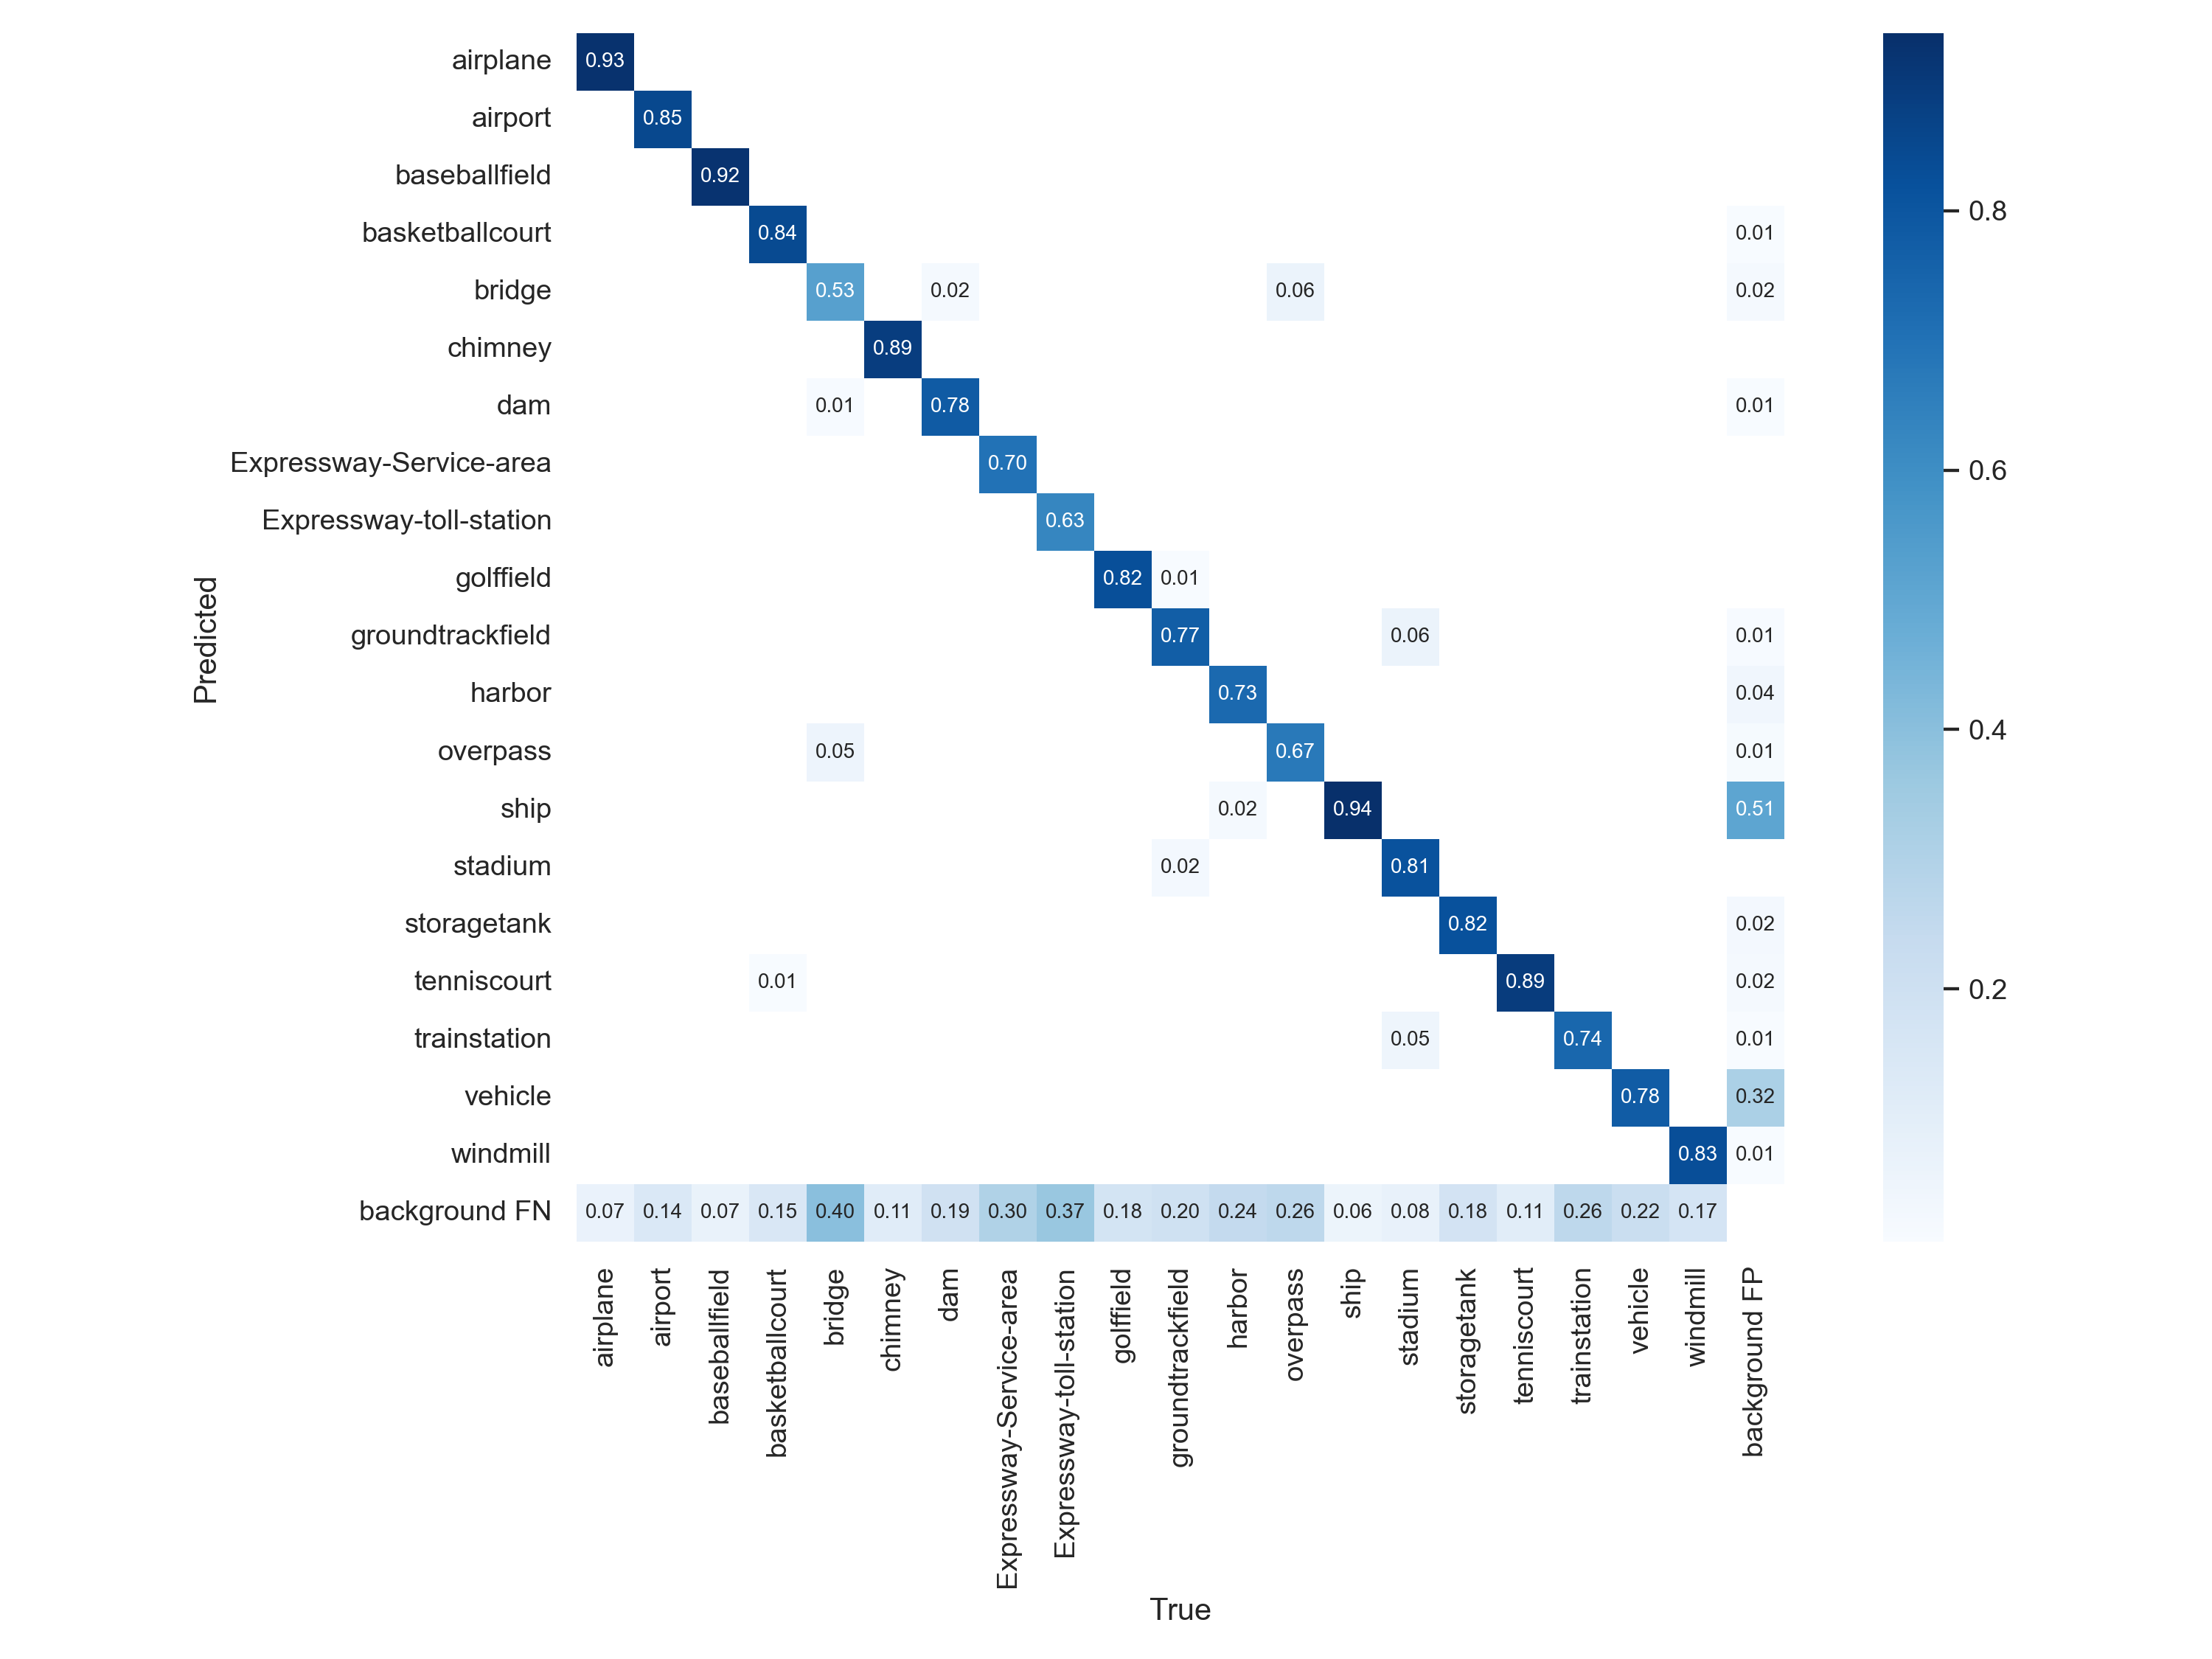 airplane 0.93
airport 0.85
baseballfield 0.92
0.8
basketballcourt 0.84 0.01
bridge 0.53 0.02 0.06 0.02
chimney 0.89
dam 0.01 0.78 0.01
Expressway-Service-area 0.70
0.6
Expressway-toll-station 0.63
golffield 0.82 0.01
groundtrackfield 0.77 0.06 0.01
Predicted
harbor 0.73 0.04
0.4
overpass 0.05 0.67 0.01
ship 0.02 0.94 0.51
stadium 0.02 0.81
storagetank 0.82 0.02
tenniscourt 0.01 0.89 0.02
0.2
trainstation 0.05 0.74 0.01
vehicle 0.78 0.32
windmill 0.83 0.01
background FN 0.07 0.14 0.07 0.15 0.40 0.11 0.19 0.30 0.37 0.18 0.20 0.24 0.26 0.06 0.08 0.18 0.11 0.26 0.22 0.17
airplane
airport
baseballfield
basketballcourt
bridge
chimney
dam
Expressway-Service-area
Expressway-toll-station
golffield
groundtrackfield
harbor
overpass
ship
stadium
storagetank
tenniscourt
trainstation
vehicle
windmill
background FP
True